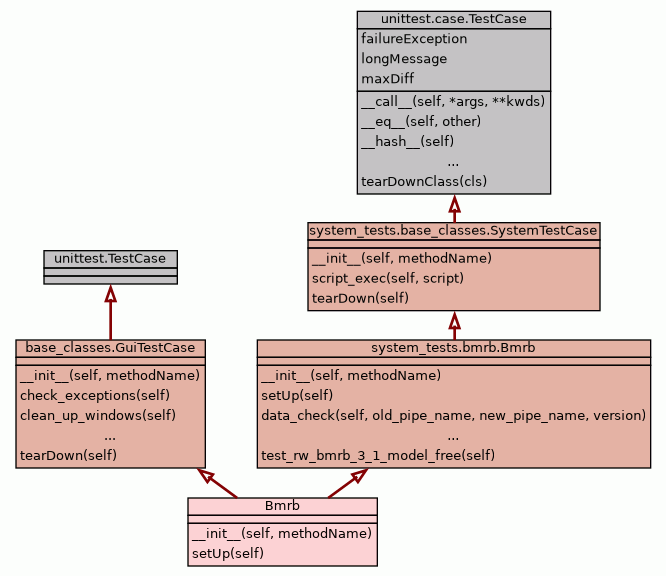 unittest.case.TestCase
failureException
longMessage
maxDiff
__call__(self, *args, **kwds)
__eq__(self, other)
__hash__(self)
...
tearDownClass(cls)
system_tests.base_classes.SystemTestCase
__init__(self, methodName)
script_exec(self, script)
tearDown(self)
unittest.TestCase
base_classes.GuiTestCase
__init__(self, methodName)
check_exceptions(self)
clean_up_windows(self)
...
tearDown(self)
system_tests.bmrb.Bmrb
__init__(self, methodName)
setUp(self)
data_check(self, old_pipe_name, new_pipe_name, version)
...
test_rw_bmrb_3_1_model_free(self)
Bmrb
__init__(self, methodName)
setUp(self)